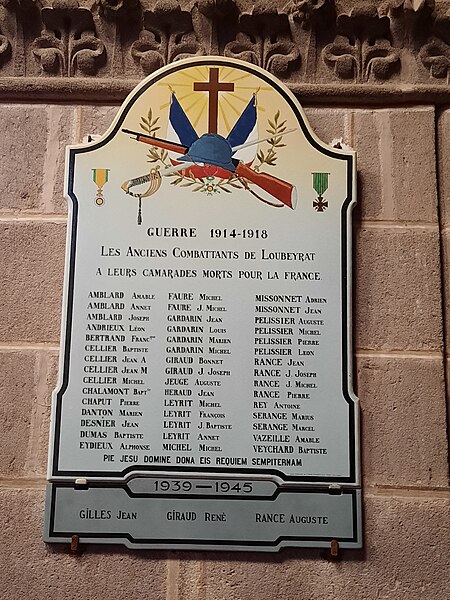 GUERRE 1914-1918
LES ANCIENS COMBATTANTS DE LOUBEYRAT
A LEURS CAMARADES MORTS POUR LA FRANCE
AMBLARD AMABLE
AMBLARD ANNET
AMBLARD JOSEPH
ANDRIEUX LÉON
BERTRAND FRANÇ
CELLIER BAPTISTE
CELLIER JEAN A
CELLIER JEAN M
CELLIER MICHEL
CHALAMONT BAPT
CHAPUT PIERRE
DANTON MARIEN
DESNIER JEAN
DUMAS BAPTISTE
EYDIEUX ALPHONSE
FAURE MICHEL
FAURE J. MICHEL
GARDARIN JEAN
GARDARIN LOUIS
GARDARIN MARIEN
GARDARIN MICHEL
GIRAUD BONNET
GIRAUD J. JOSEPH
JEUGE AUGUSTE
HERAUD JEAN
LEYRIT MICHEL
LEYRIT FRANÇOIS
LEYRIT J. BAPTISTE
LEYRIT ANNET
MICHEL MICHEL
MISSONNET ADRIEN
MISSONNET JEAN
PELISSIER AUGUSTE
PELISSIER MICHEL
PELISSIER PIERRE
PELISSIER LEON
RANCE JEAN
RANCE J. JOSEPH
RANCE J. MICHEL
RANCE PIERRE
REY ANTOINE
SERANGE MARIUS
SERANGE MARCEL
VAZEILLE AMABLE
VEYCHARD BAPTISTE
PIE JESU DOMINE DONA EIS REQUIEM SEMPITERNAM
1939—1945
GILLES JEAN GIRAUD RENÉ RANCE AUGUSTE